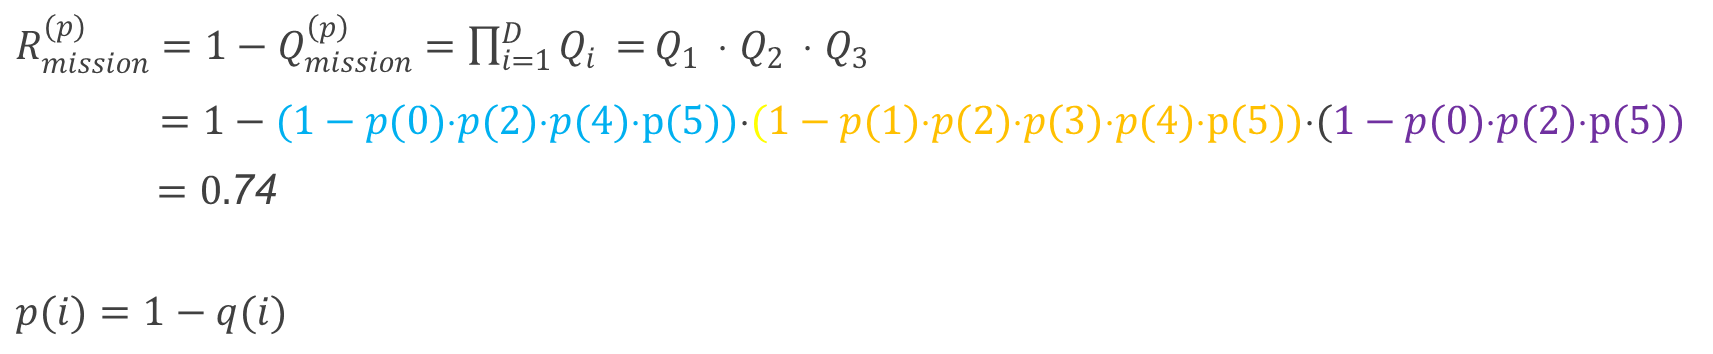 R_{mission}^{(p)} = 1 − Q_{mission}^{(p)} = ∏_{i=1}^{D} Q_i = Q_1 · Q_2 · Q_3
= 1 − (1 − p(0)·p(2)·p(4)·p(5))·(1 − p(1)·p(2)·p(3)·p(4)·p(5))·(1 − p(0)·p(2)·p(5))
= 0.74
p(i) = 1 − q(i)